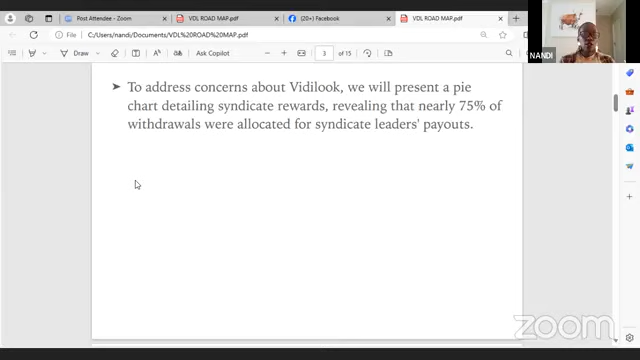 Post Attendee - Zoom
VDL ROAD MAP.pdf
(20+) Facebook
VDL ROAD MAP.pdf
File
C:/Users/nandi/Documents/VDL%20ROAD%20MAP.pdf
Draw
Ask Copilot
3
of 15
NANDI
➤ To address concerns about Vidilook, we will present a pie
chart detailing syndicate rewards, revealing that nearly 75% of
withdrawals were allocated for syndicate leaders' payouts.
zoom